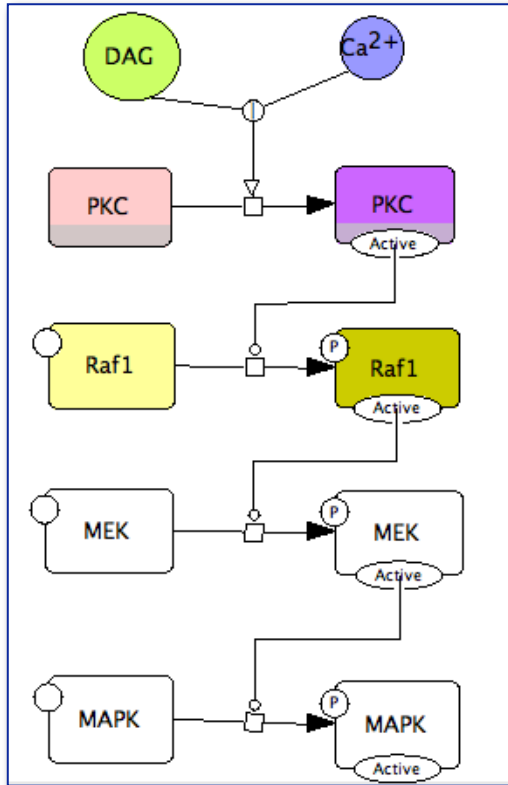 DAG
Ca2+
PKC
PKC
Active
Raf1
P
Raf1
Active
MEK
P
MEK
Active
MAPK
P
MAPK
Active